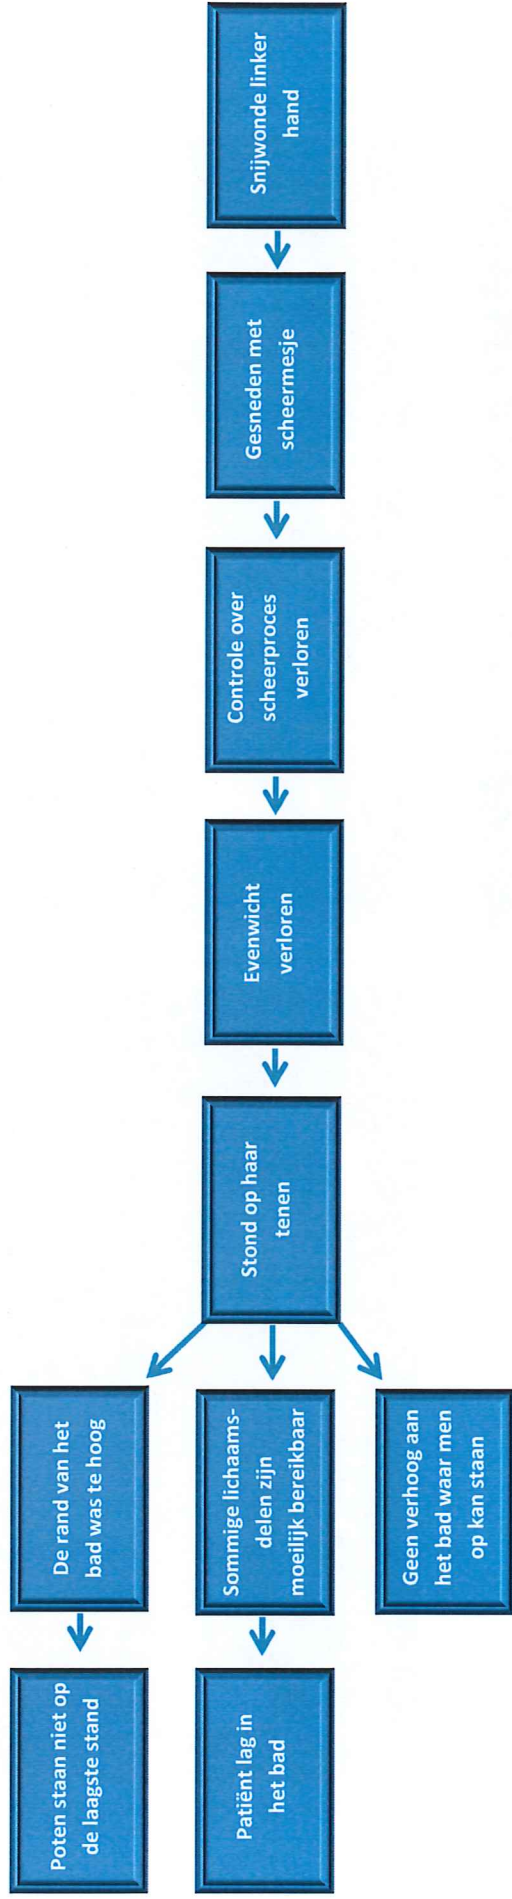 Poten staan niet op
de laagste stand
De rand van het
bad was te hoog
Patiënt lag in
het bad
Sommige lichaams-
delen zijn
moeilijk bereikbaar
Stond op haar
tenen
Evenwicht
verloren
Controle over
scheerproces
verloren
Gesneden met
scheermesje
Snijwonde linker
hand
Geen verhoog aan
het bad waar men
op kan staan